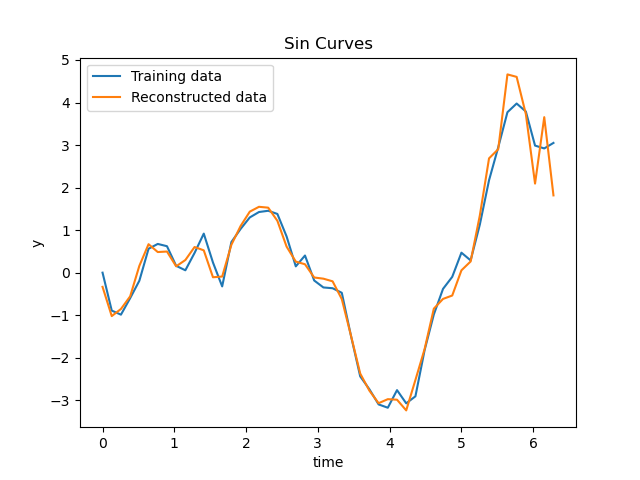 Sin Curves
Training data
Reconstructed data
5
4
3
2
1
0
−1
−2
−3
y
0 1 2 3 4 5 6
time